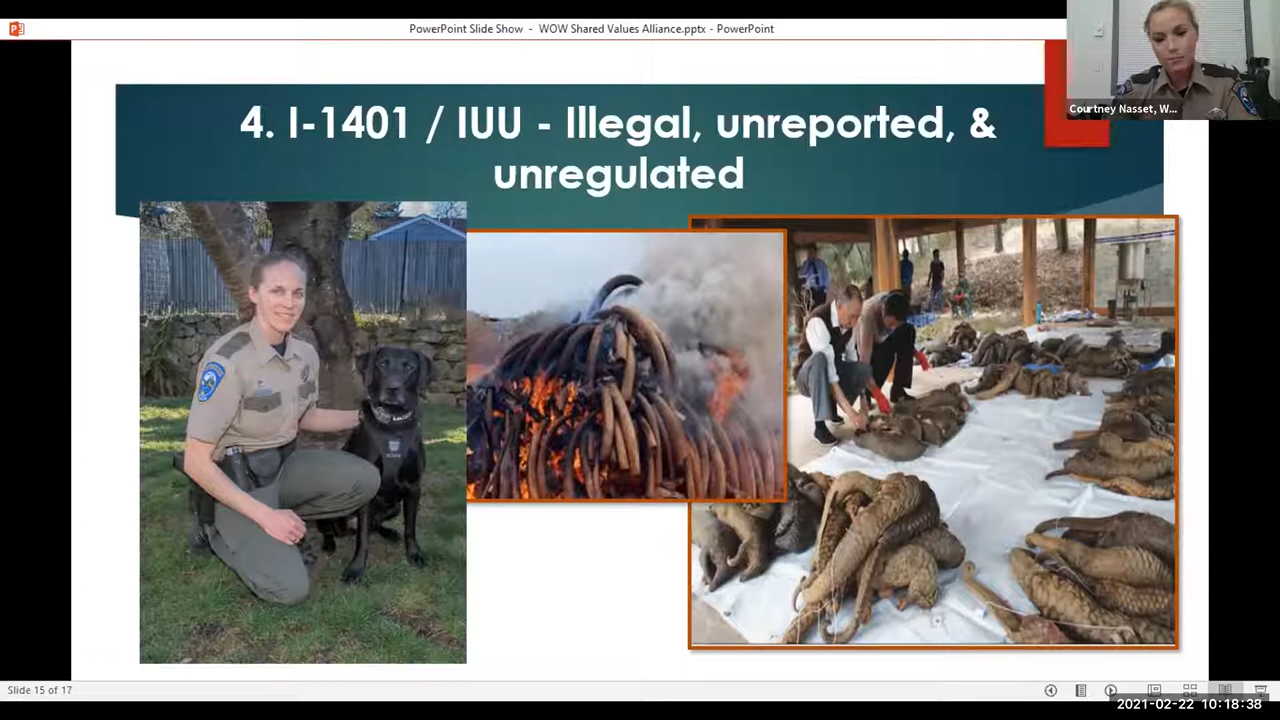 PowerPoint Slide Show - WOW Shared Values Alliance.pptx - PowerPoint
Courtney Nasset, W...
4. I-1401 / IUU - Illegal, unreported, &
unregulated
Slide 15 of 17
2021-02-22 10:18:38